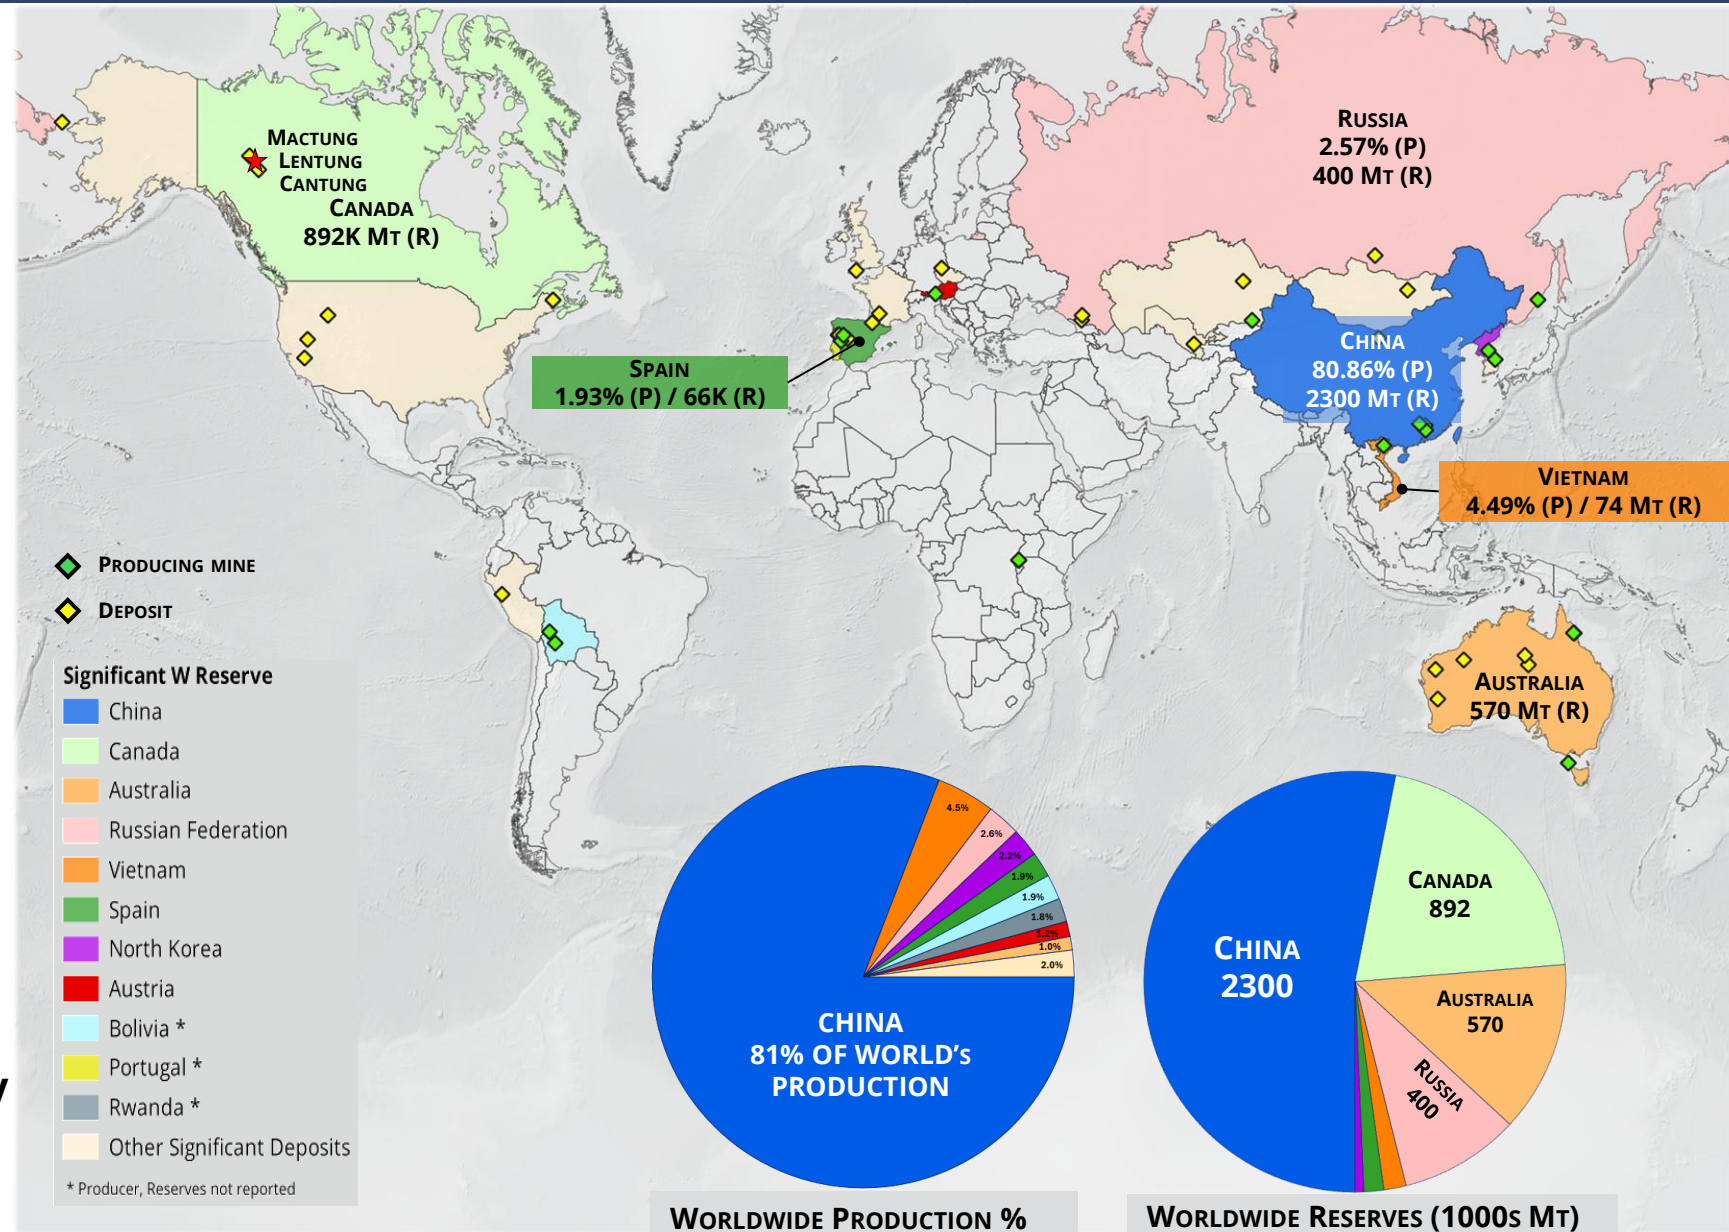 MACTUNG
LENTUNG
CANTUNG
CANADA
892K MT (R)
RUSSIA
2.57% (P)
400 MT (R)
SPAIN
1.93% (P) / 66K (R)
CHINA
80.86% (P)
2300 MT (R)
VIETNAM
4.49% (P) / 74 MT (R)
AUSTRALIA
570 MT (R)
PRODUCING MINE
DEPOSIT
Significant W Reserve
China
Canada
Australia
Russian Federation
Vietnam
Spain
North Korea
Austria
Bolivia *
Portugal *
Rwanda *
Other Significant Deposits
* Producer, Reserves not reported
4.5%
2.6%
2.2%
1.9%
1.9%
1.8%
1.2%
1.0%
2.0%
CHINA
81% OF WORLD'S
PRODUCTION
WORLDWIDE PRODUCTION %
CANADA
892
CHINA
2300
AUSTRALIA
570
RUSSIA
400
WORLDWIDE RESERVES (1000S MT)